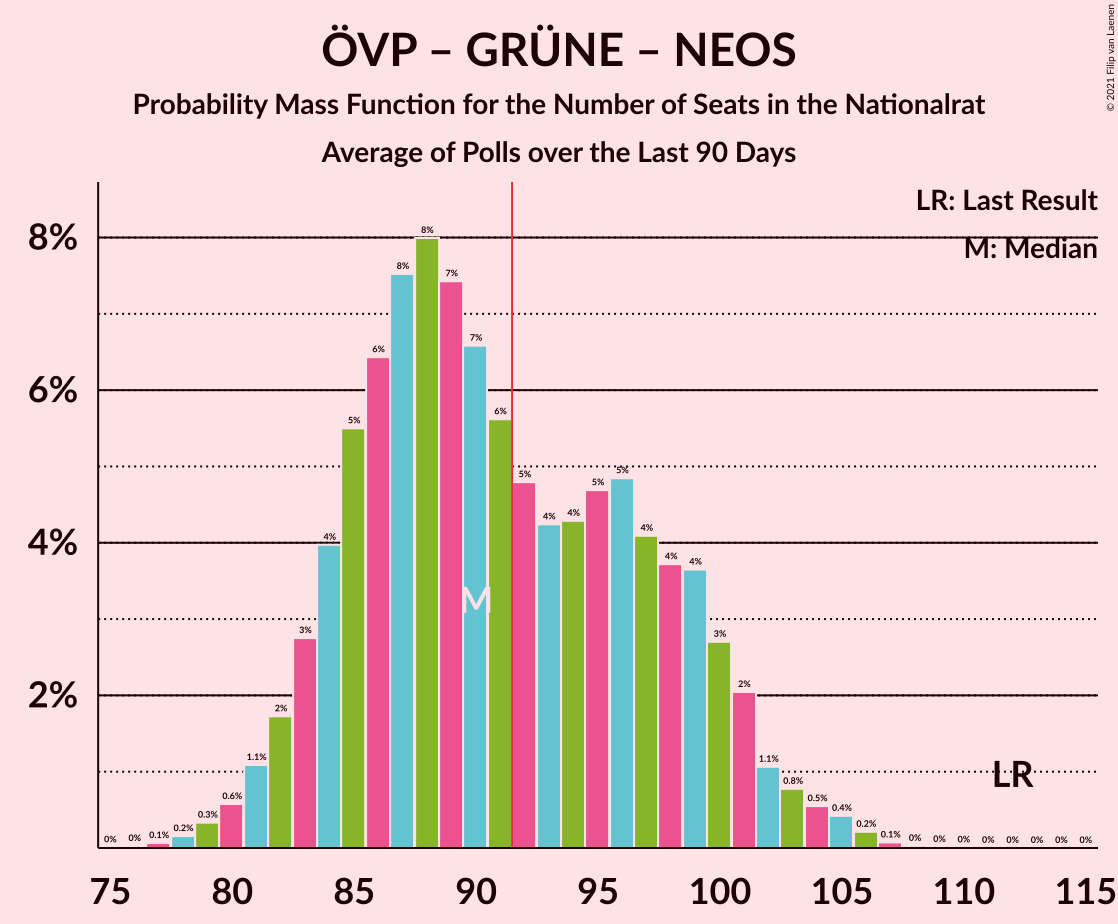 ÖVP – GRÜNE – NEOS
Probability Mass Function for the Number of Seats in the Nationalrat
Average of Polls over the Last 90 Days
© 2021 Filip van Laenen
LR: Last Result
M: Median
8%
6%
4%
2%
0% 0% 0.1% 0.2% 0.3% 0.6% 1.1% 2% 3% 4% 5% 6% 8% 8% 7% 7% 6% 5% 4% 4% 5% 5% 4% 4% 4% 3% 2% 1.1% 0.8% 0.5% 0.4% 0.2% 0.1% 0% 0% 0% 0% 0% 0% 0% 0%
M
LR
75 80 85 90 95 100 105 110 115